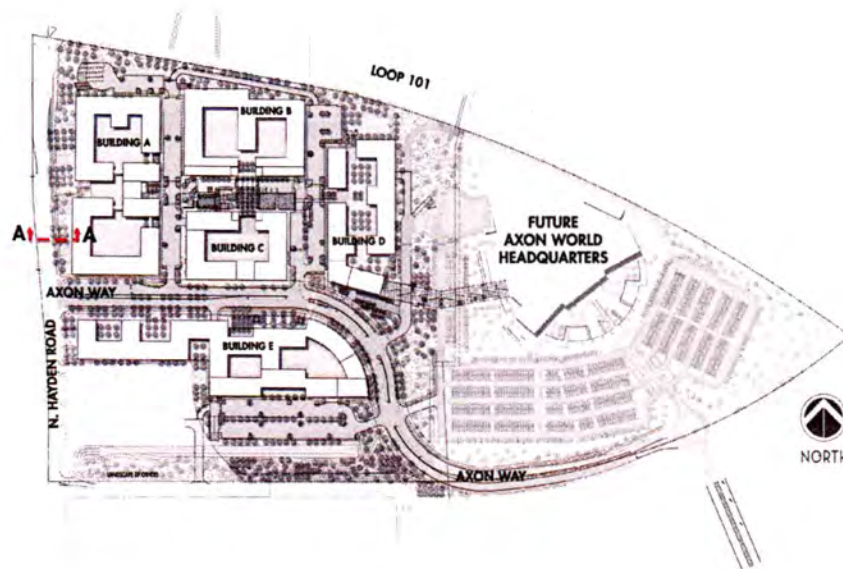 LOOP 101
BUILDING A
BUILDING B
A
A
BUILDING C
BUILDING D
FUTURE
AXON WORLD
HEADQUARTERS
AXON WAY
N. HAYDEN ROAD
BUILDING E
AXON WAY
NORTH